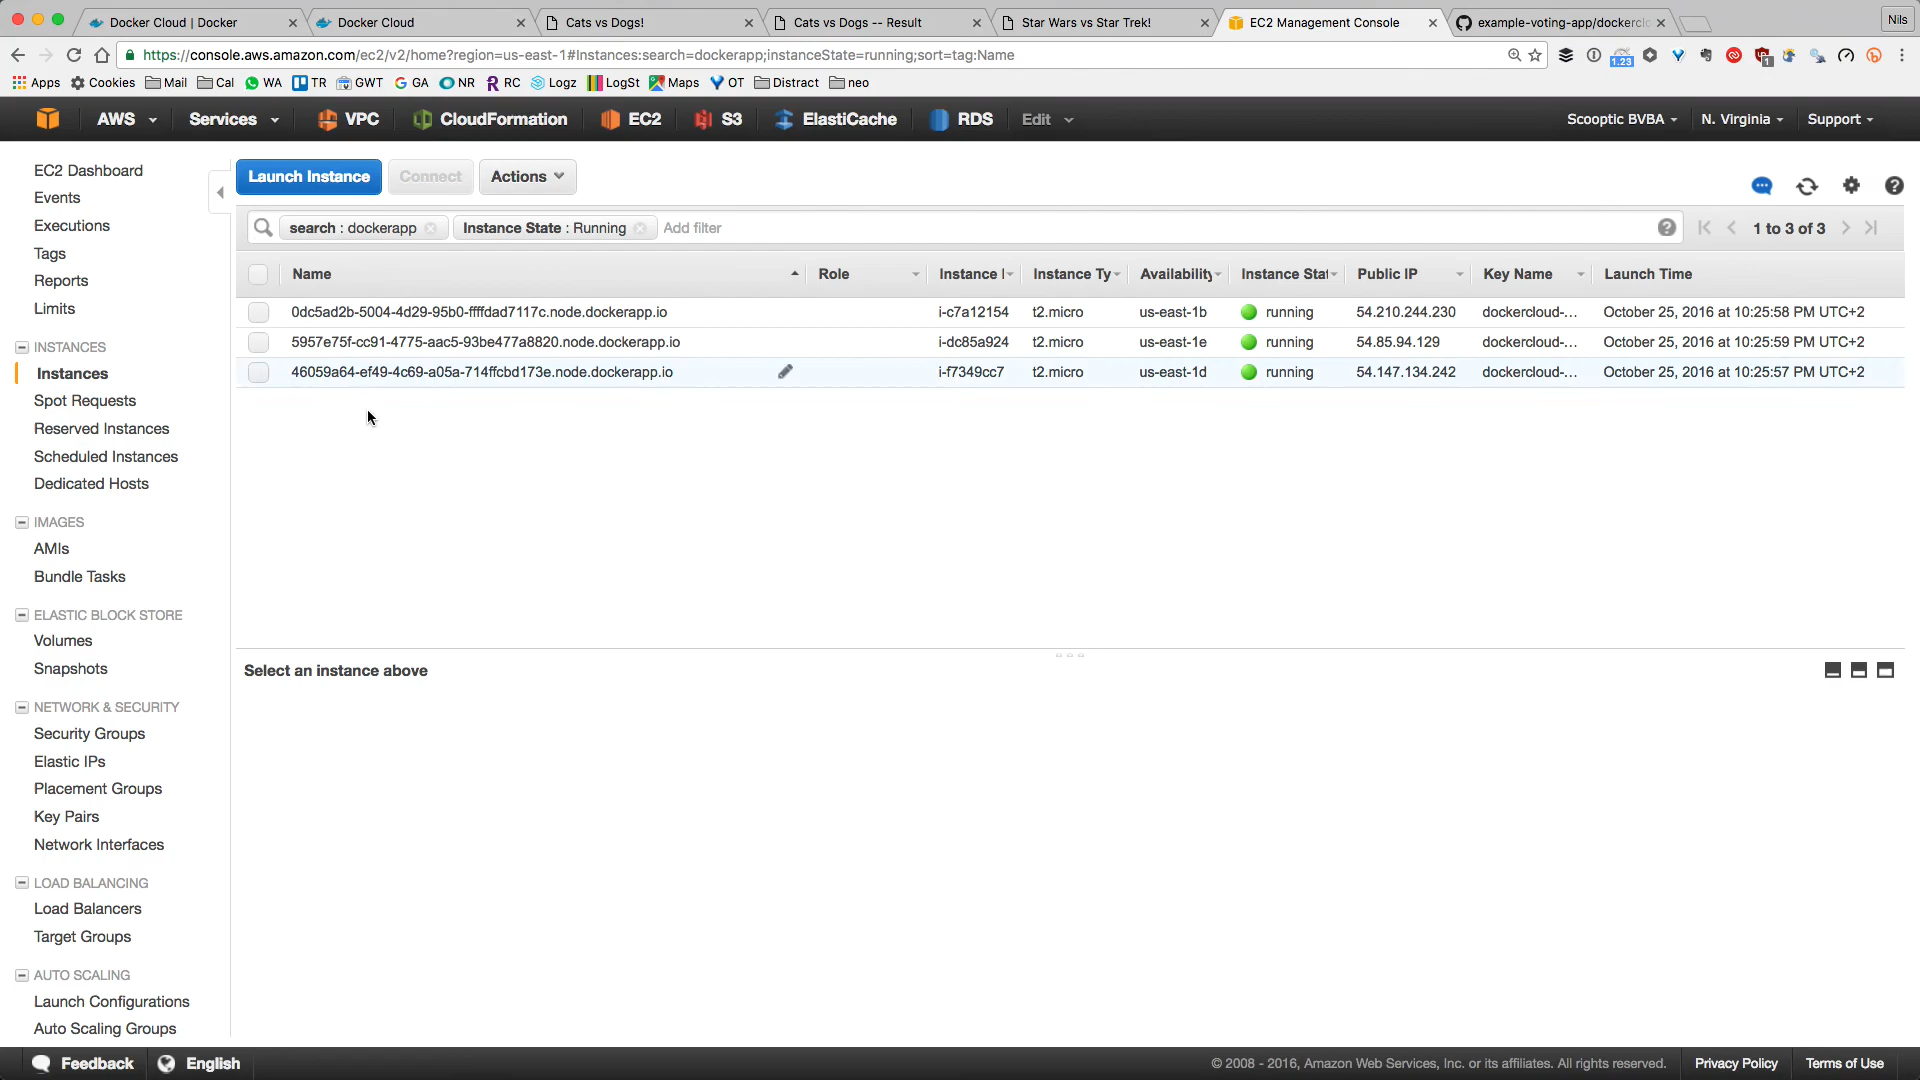 Docker Cloud | Docker
Docker Cloud
Cats vs Dogs!
Cats vs Dogs -- Result
Star Wars vs Star Trek!
EC2 Management Console
example-voting-app/dockerclo
Nils
https://console.aws.amazon.com/ec2/v2/home?region=us-east-1#Instances:search=dockerapp;instanceState=running;sort=tag:Name
1.23
1
Apps
Cookies
Mail
Cal
WA
TR
GWT
GA
NR
RC
Logz
LogSt
Maps
OT
Distract
neo
AWS
Services
VPC
CloudFormation
EC2
S3
ElastiCache
RDS
Edit
Scooptic BVBA
N. Virginia
Support
EC2 Dashboard
Events
Executions
Tags
Reports
Limits
INSTANCES
Instances
Spot Requests
Reserved Instances
Scheduled Instances
Dedicated Hosts
IMAGES
AMIs
Bundle Tasks
ELASTIC BLOCK STORE
Volumes
Snapshots
NETWORK & SECURITY
Security Groups
Elastic IPs
Placement Groups
Key Pairs
Network Interfaces
LOAD BALANCING
Load Balancers
Target Groups
AUTO SCALING
Launch Configurations
Auto Scaling Groups
Launch Instance
Connect
Actions
search : dockerapp
Instance State : Running
Add filter
1 to 3 of 3
Name Role Instance I Instance Ty Availability Instance Stat Public IP Key Name Launch Time
0dc5ad2b-5004-4d29-95b0-ffffdad7117c.node.dockerapp.io i-c7a12154 t2.micro us-east-1b running 54.210.244.230 dockercloud-... October 25, 2016 at 10:25:58 PM UTC+2
5957e75f-cc91-4775-aac5-93be477a8820.node.dockerapp.io i-dc85a924 t2.micro us-east-1e running 54.85.94.129 dockercloud-... October 25, 2016 at 10:25:59 PM UTC+2
46059a64-ef49-4c69-a05a-714ffcbd173e.node.dockerapp.io i-f7349cc7 t2.micro us-east-1d running 54.147.134.242 dockercloud-... October 25, 2016 at 10:25:57 PM UTC+2
Select an instance above
Feedback
English
© 2008 - 2016, Amazon Web Services, Inc. or its affiliates. All rights reserved.
Privacy Policy
Terms of Use